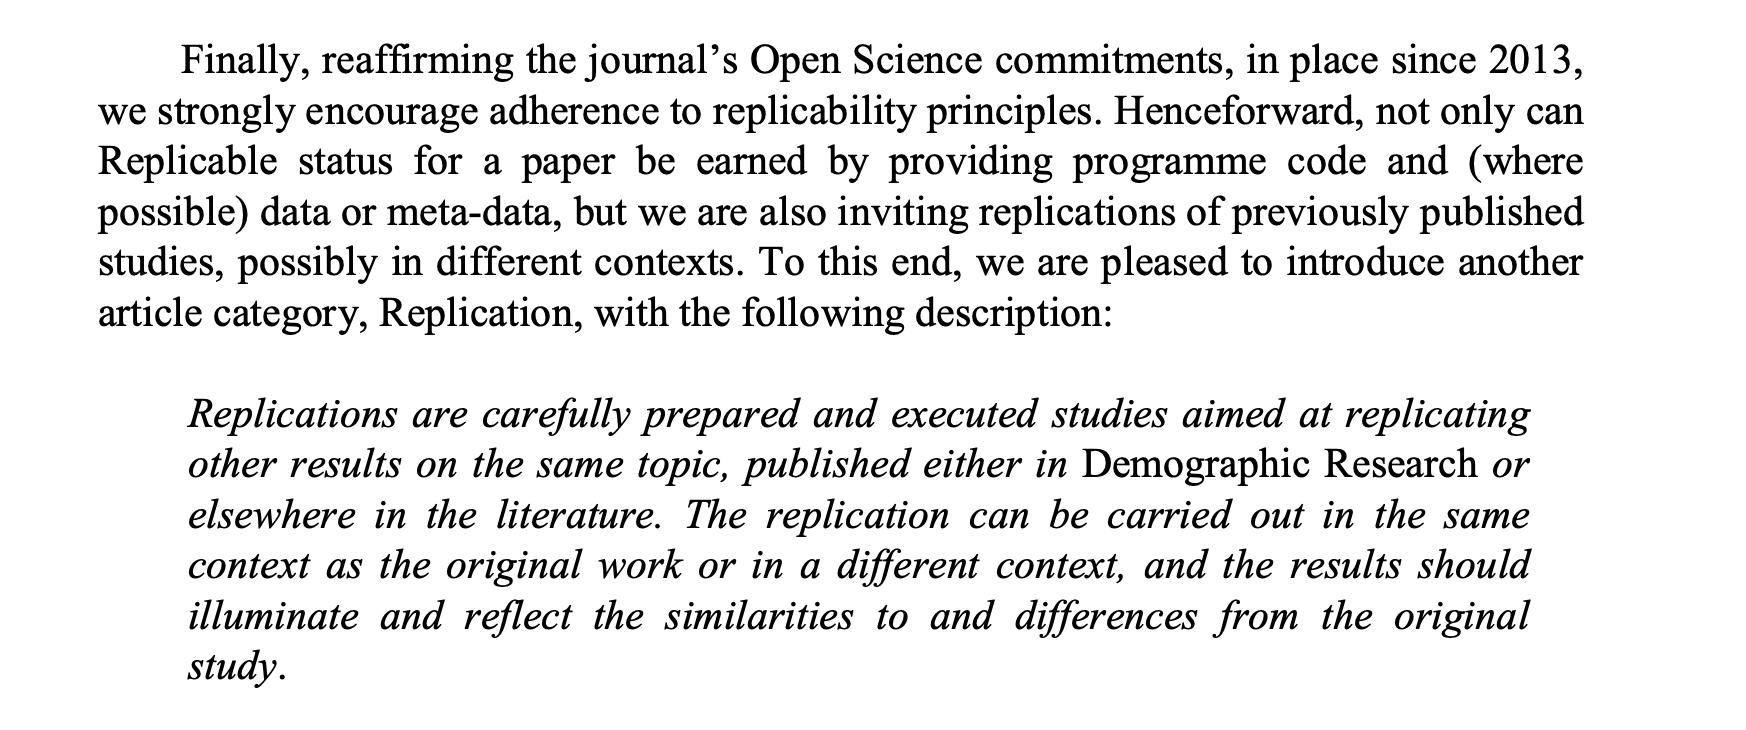 Finally, reaffirming the journal’s Open Science commitments, in place since 2013,
we strongly encourage adherence to replicability principles. Henceforward, not only can
Replicable status for a paper be earned by providing programme code and (where
possible) data or meta-data, but we are also inviting replications of previously published
studies, possibly in different contexts. To this end, we are pleased to introduce another
article category, Replication, with the following description:
Replications are carefully prepared and executed studies aimed at replicating
other results on the same topic, published either in Demographic Research or
elsewhere in the literature. The replication can be carried out in the same
context as the original work or in a different context, and the results should
illuminate and reflect the similarities to and differences from the original
study.